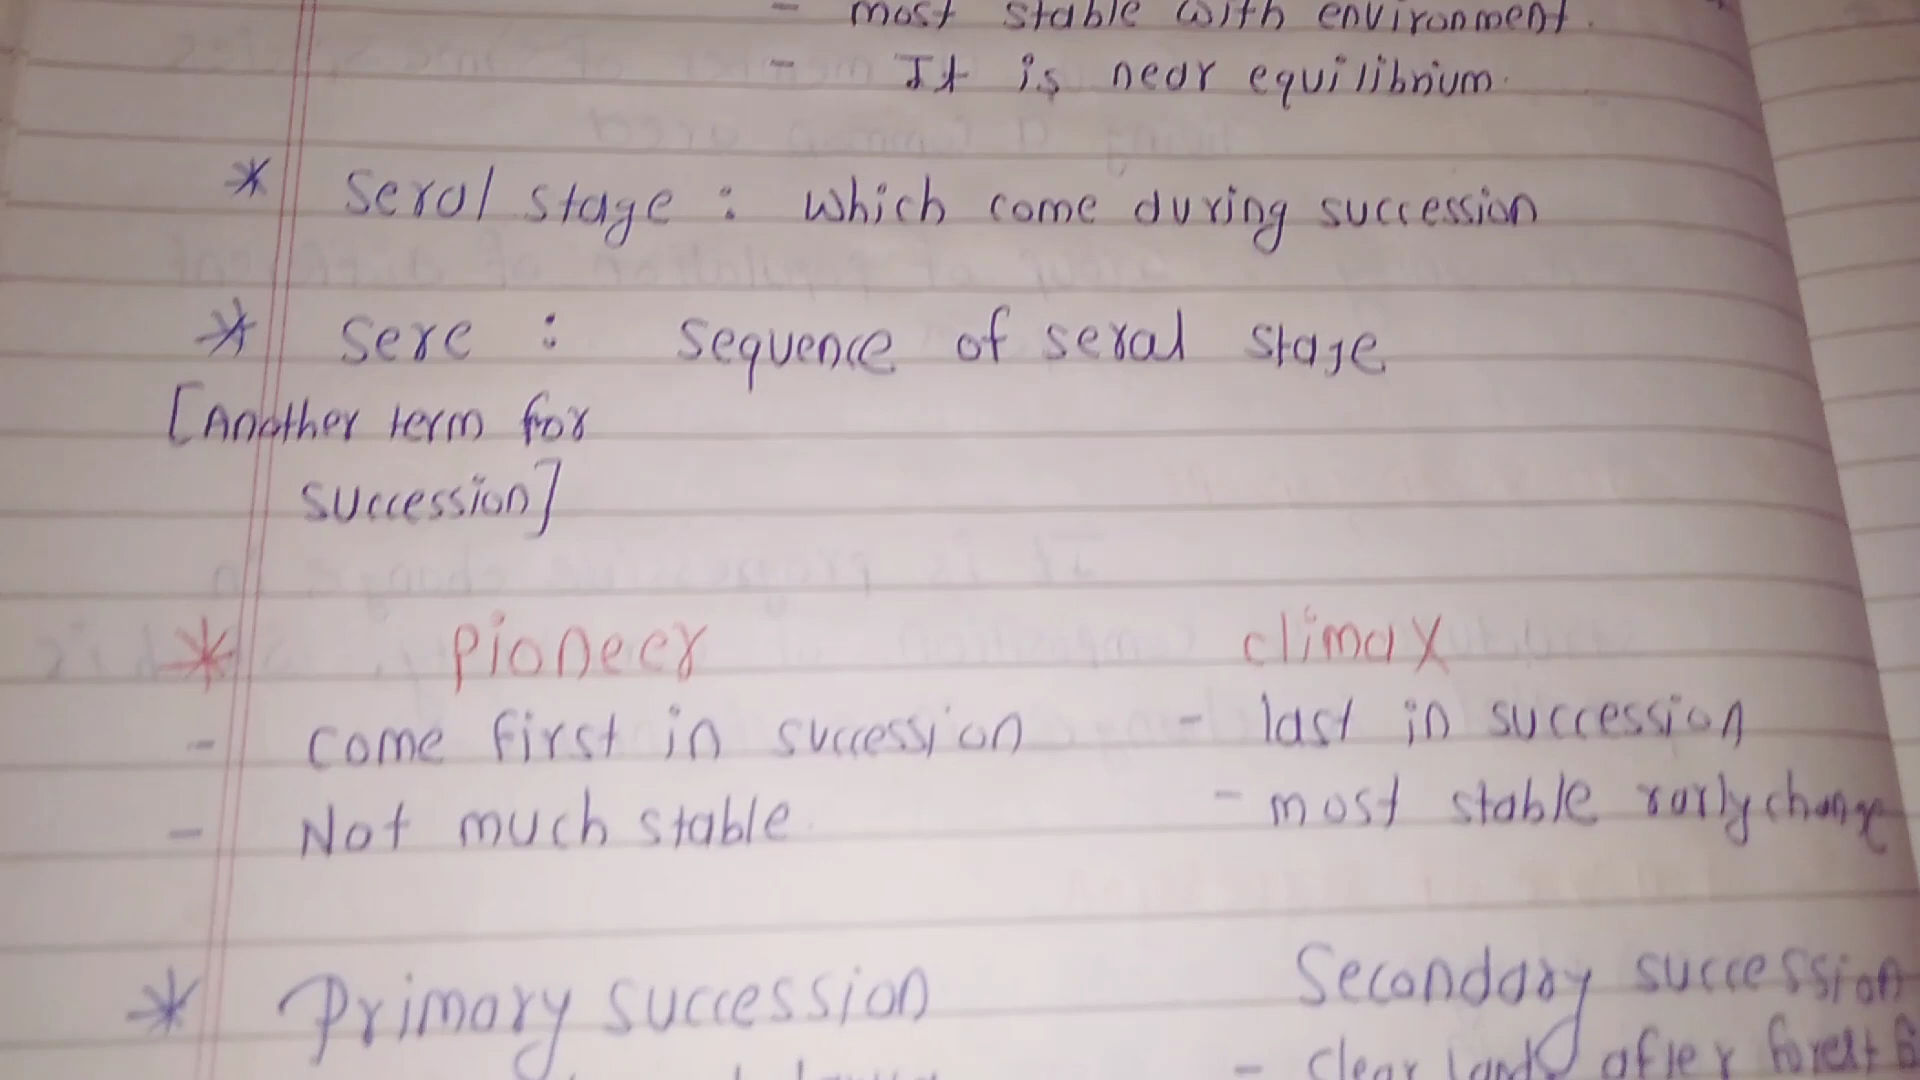 - most stable with environment.
- It is near equilibrium.
* Seral stage : which come during succession
* Sere : Sequence of seral stage
[Another term for
succession]
* Pioneer climax
- come first in succession - last in succession
- Not much stable - most stable rarly change
* Primary succession Secondary succession
- clear land after forest